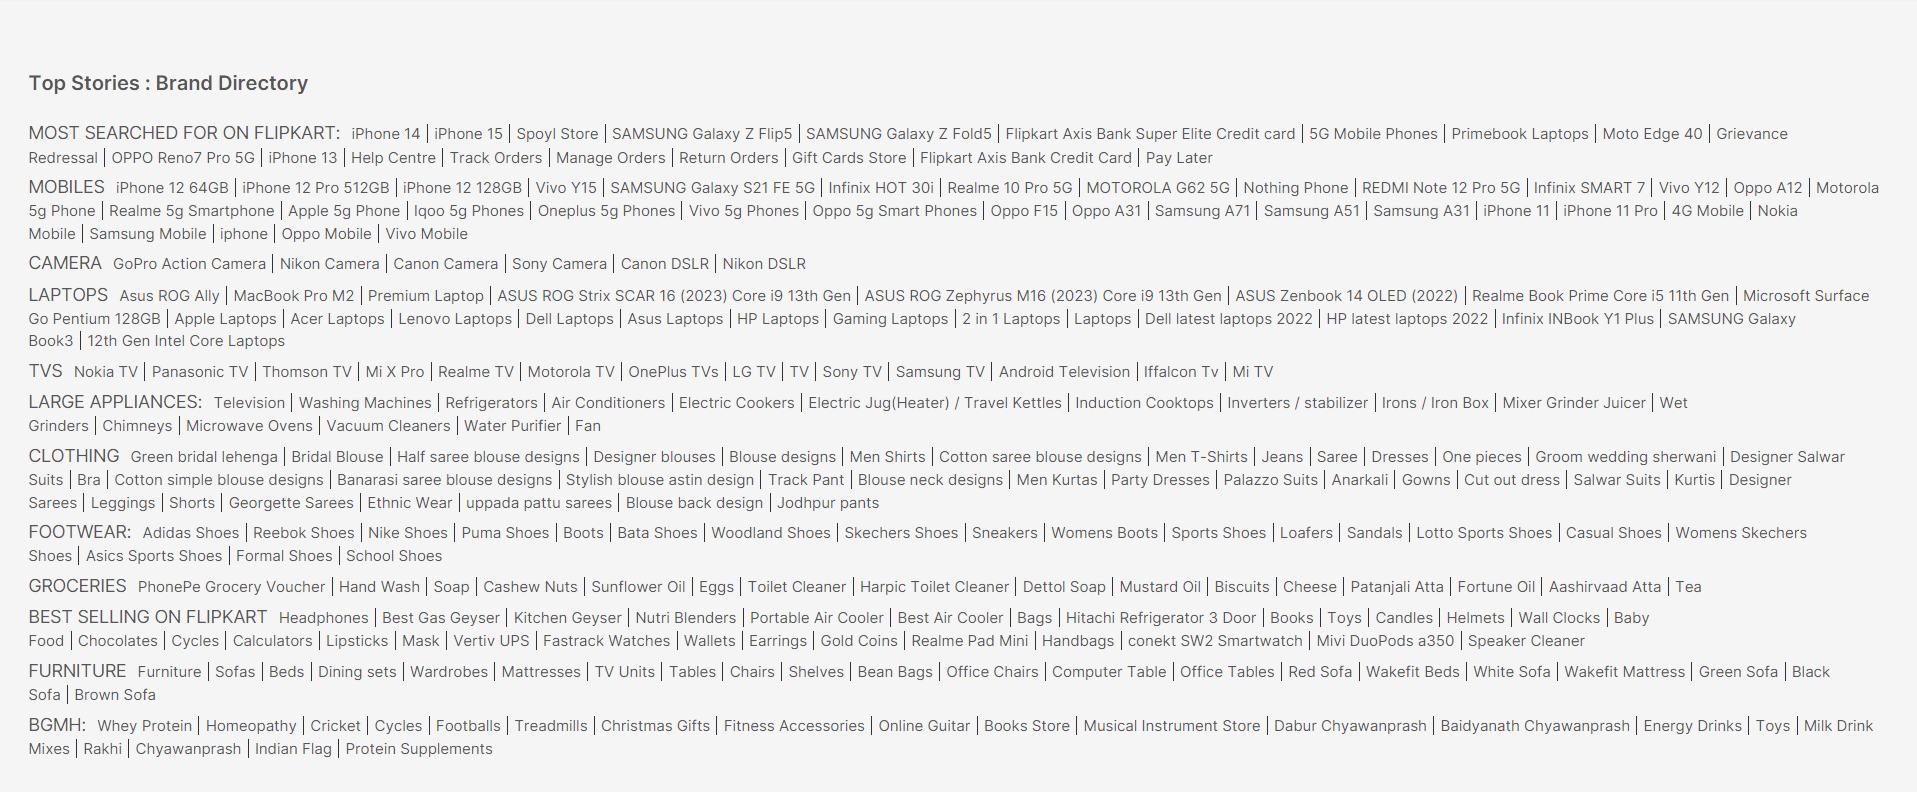 Top Stories : Brand Directory
MOST SEARCHED FOR ON FLIPKART: iPhone 14 | iPhone 15 | Spoyl Store | SAMSUNG Galaxy Z Flip5 | SAMSUNG Galaxy Z Fold5 | Flipkart Axis Bank Super Elite Credit card | 5G Mobile Phones | Primebook Laptops | Moto Edge 40 | Grievance
Redressal | OPPO Reno7 Pro 5G | iPhone 13 | Help Centre | Track Orders | Manage Orders | Return Orders | Gift Cards Store | Flipkart Axis Bank Credit Card | Pay Later
MOBILES iPhone 12 64GB | iPhone 12 Pro 512GB | iPhone 12 128GB | Vivo Y15 | SAMSUNG Galaxy S21 FE 5G | Infinix HOT 30i | Realme 10 Pro 5G | MOTOROLA G62 5G | Nothing Phone | REDMI Note 12 Pro 5G | Infinix SMART 7 | Vivo Y12 | Oppo A12 | Motorola
5g Phone | Realme 5g Smartphone | Apple 5g Phone | Iqoo 5g Phones | Oneplus 5g Phones | Vivo 5g Phones | Oppo 5g Smart Phones | Oppo F15 | Oppo A31 | Samsung A71 | Samsung A51 | Samsung A31 | iPhone 11 | iPhone 11 Pro | 4G Mobile | Nokia
Mobile | Samsung Mobile | iphone | Oppo Mobile | Vivo Mobile
CAMERA GoPro Action Camera | Nikon Camera | Canon Camera | Sony Camera | Canon DSLR | Nikon DSLR
LAPTOPS Asus ROG Ally | MacBook Pro M2 | Premium Laptop | ASUS ROG Strix SCAR 16 (2023) Core i9 13th Gen | ASUS ROG Zephyrus M16 (2023) Core i9 13th Gen | ASUS Zenbook 14 OLED (2022) | Realme Book Prime Core i5 11th Gen | Microsoft Surface
Go Pentium 128GB | Apple Laptops | Acer Laptops | Lenovo Laptops | Dell Laptops | Asus Laptops | HP Laptops | Gaming Laptops | 2 in 1 Laptops | Laptops | Dell latest laptops 2022 | HP latest laptops 2022 | Infinix INBook Y1 Plus | SAMSUNG Galaxy
Book3 | 12th Gen Intel Core Laptops
TVS Nokia TV | Panasonic TV | Thomson TV | Mi X Pro | Realme TV | Motorola TV | OnePlus TVs | LG TV | TV | Sony TV | Samsung TV | Android Television | Iffalcon Tv | Mi TV
LARGE APPLIANCES: Television | Washing Machines | Refrigerators | Air Conditioners | Electric Cookers | Electric Jug(Heater) / Travel Kettles | Induction Cooktops | Inverters / stabilizer | Irons / Iron Box | Mixer Grinder Juicer | Wet
Grinders | Chimneys | Microwave Ovens | Vacuum Cleaners | Water Purifier | Fan
CLOTHING Green bridal lehenga | Bridal Blouse | Half saree blouse designs | Designer blouses | Blouse designs | Men Shirts | Cotton saree blouse designs | Men T-Shirts | Jeans | Saree | Dresses | One pieces | Groom wedding sherwani | Designer Salwar
Suits | Bra | Cotton simple blouse designs | Banarasi saree blouse designs | Stylish blouse astin design | Track Pant | Blouse neck designs | Men Kurtas | Party Dresses | Palazzo Suits | Anarkali | Gowns | Cut out dress | Salwar Suits | Kurtis | Designer
Sarees | Leggings | Shorts | Georgette Sarees | Ethnic Wear | uppada pattu sarees | Blouse back design | Jodhpur pants
FOOTWEAR: Adidas Shoes | Reebok Shoes | Nike Shoes | Puma Shoes | Boots | Bata Shoes | Woodland Shoes | Skechers Shoes | Sneakers | Womens Boots | Sports Shoes | Loafers | Sandals | Lotto Sports Shoes | Casual Shoes | Womens Skechers
Shoes | Asics Sports Shoes | Formal Shoes | School Shoes
GROCERIES PhonePe Grocery Voucher | Hand Wash | Soap | Cashew Nuts | Sunflower Oil | Eggs | Toilet Cleaner | Harpic Toilet Cleaner | Dettol Soap | Mustard Oil | Biscuits | Cheese | Patanjali Atta | Fortune Oil | Aashirvaad Atta | Tea
BEST SELLING ON FLIPKART Headphones | Best Gas Geyser | Kitchen Geyser | Nutri Blenders | Portable Air Cooler | Best Air Cooler | Bags | Hitachi Refrigerator 3 Door | Books | Toys | Candles | Helmets | Wall Clocks | Baby
Food | Chocolates | Cycles | Calculators | Lipsticks | Mask | Vertiv UPS | Fastrack Watches | Wallets | Earrings | Gold Coins | Realme Pad Mini | Handbags | conekt SW2 Smartwatch | Mivi DuoPods a350 | Speaker Cleaner
FURNITURE Furniture | Sofas | Beds | Dining sets | Wardrobes | Mattresses | TV Units | Tables | Chairs | Shelves | Bean Bags | Office Chairs | Computer Table | Office Tables | Red Sofa | Wakefit Beds | White Sofa | Wakefit Mattress | Green Sofa | Black
Sofa | Brown Sofa
BGMH: Whey Protein | Homeopathy | Cricket | Cycles | Footballs | Treadmills | Christmas Gifts | Fitness Accessories | Online Guitar | Books Store | Musical Instrument Store | Dabur Chyawanprash | Baidyanath Chyawanprash | Energy Drinks | Toys | Milk Drink
Mixes | Rakhi | Chyawanprash | Indian Flag | Protein Supplements